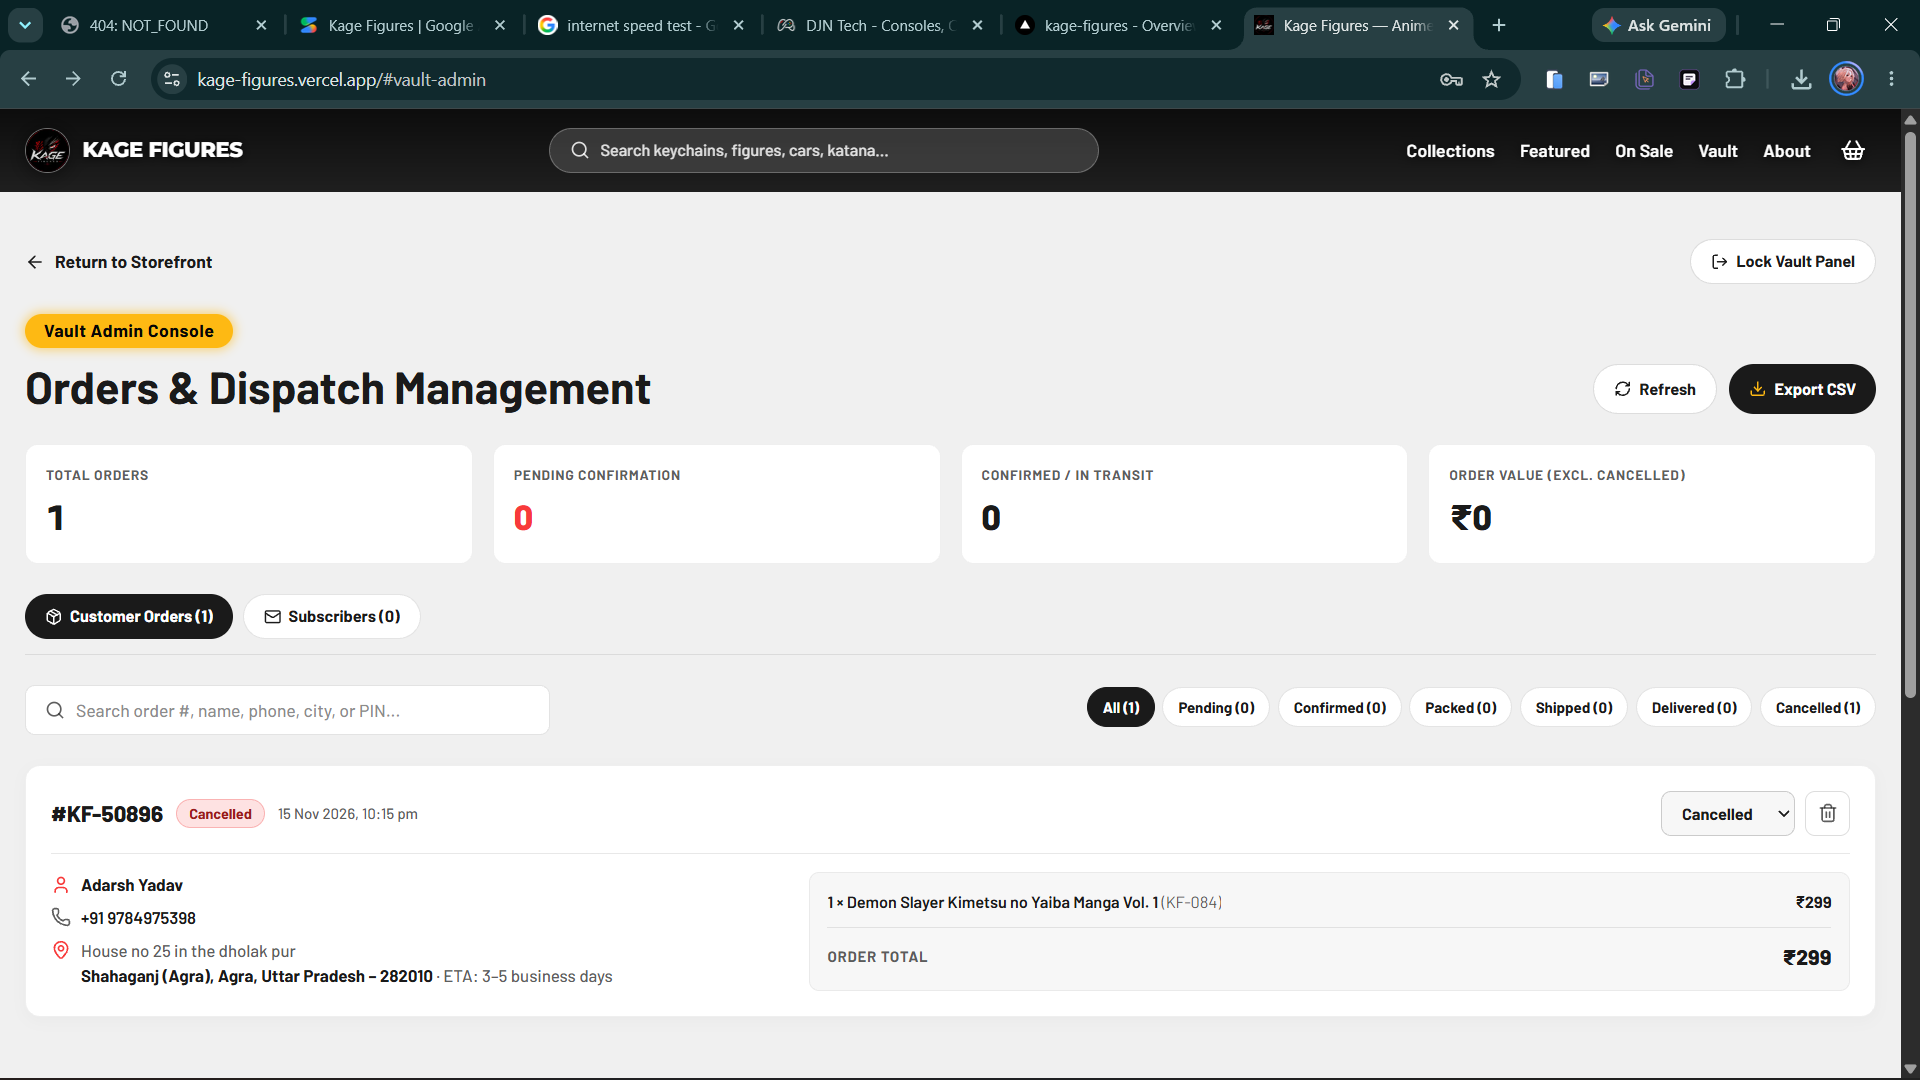 404: NOT_FOUND
Kage Figures | Google
internet speed test - G
DJN Tech - Consoles, C
kage-figures - Overvie
Kage Figures — Anime
Ask Gemini
kage-figures.vercel.app/#vault-admin
KAGE
KAGE FIGURES
Search keychains, figures, cars, katana...
Collections
Featured
On Sale
Vault
About
Return to Storefront
Lock Vault Panel
Vault Admin Console
Orders & Dispatch Management
Refresh
Export CSV
TOTAL ORDERS
1
PENDING CONFIRMATION
0
CONFIRMED / IN TRANSIT
0
ORDER VALUE (EXCL. CANCELLED)
₹0
Customer Orders (1)
Subscribers (0)
Search order #, name, phone, city, or PIN...
All (1)
Pending (0)
Confirmed (0)
Packed (0)
Shipped (0)
Delivered (0)
Cancelled (1)
#KF-50896
Cancelled
15 Nov 2026, 10:15 pm
Cancelled
Adarsh Yadav
+91 9784975398
House no 25 in the dholak pur
Shahaganj (Agra), Agra, Uttar Pradesh – 282010 · ETA: 3–5 business days
1 × Demon Slayer Kimetsu no Yaiba Manga Vol. 1 (KF-084)
₹299
ORDER TOTAL
₹299